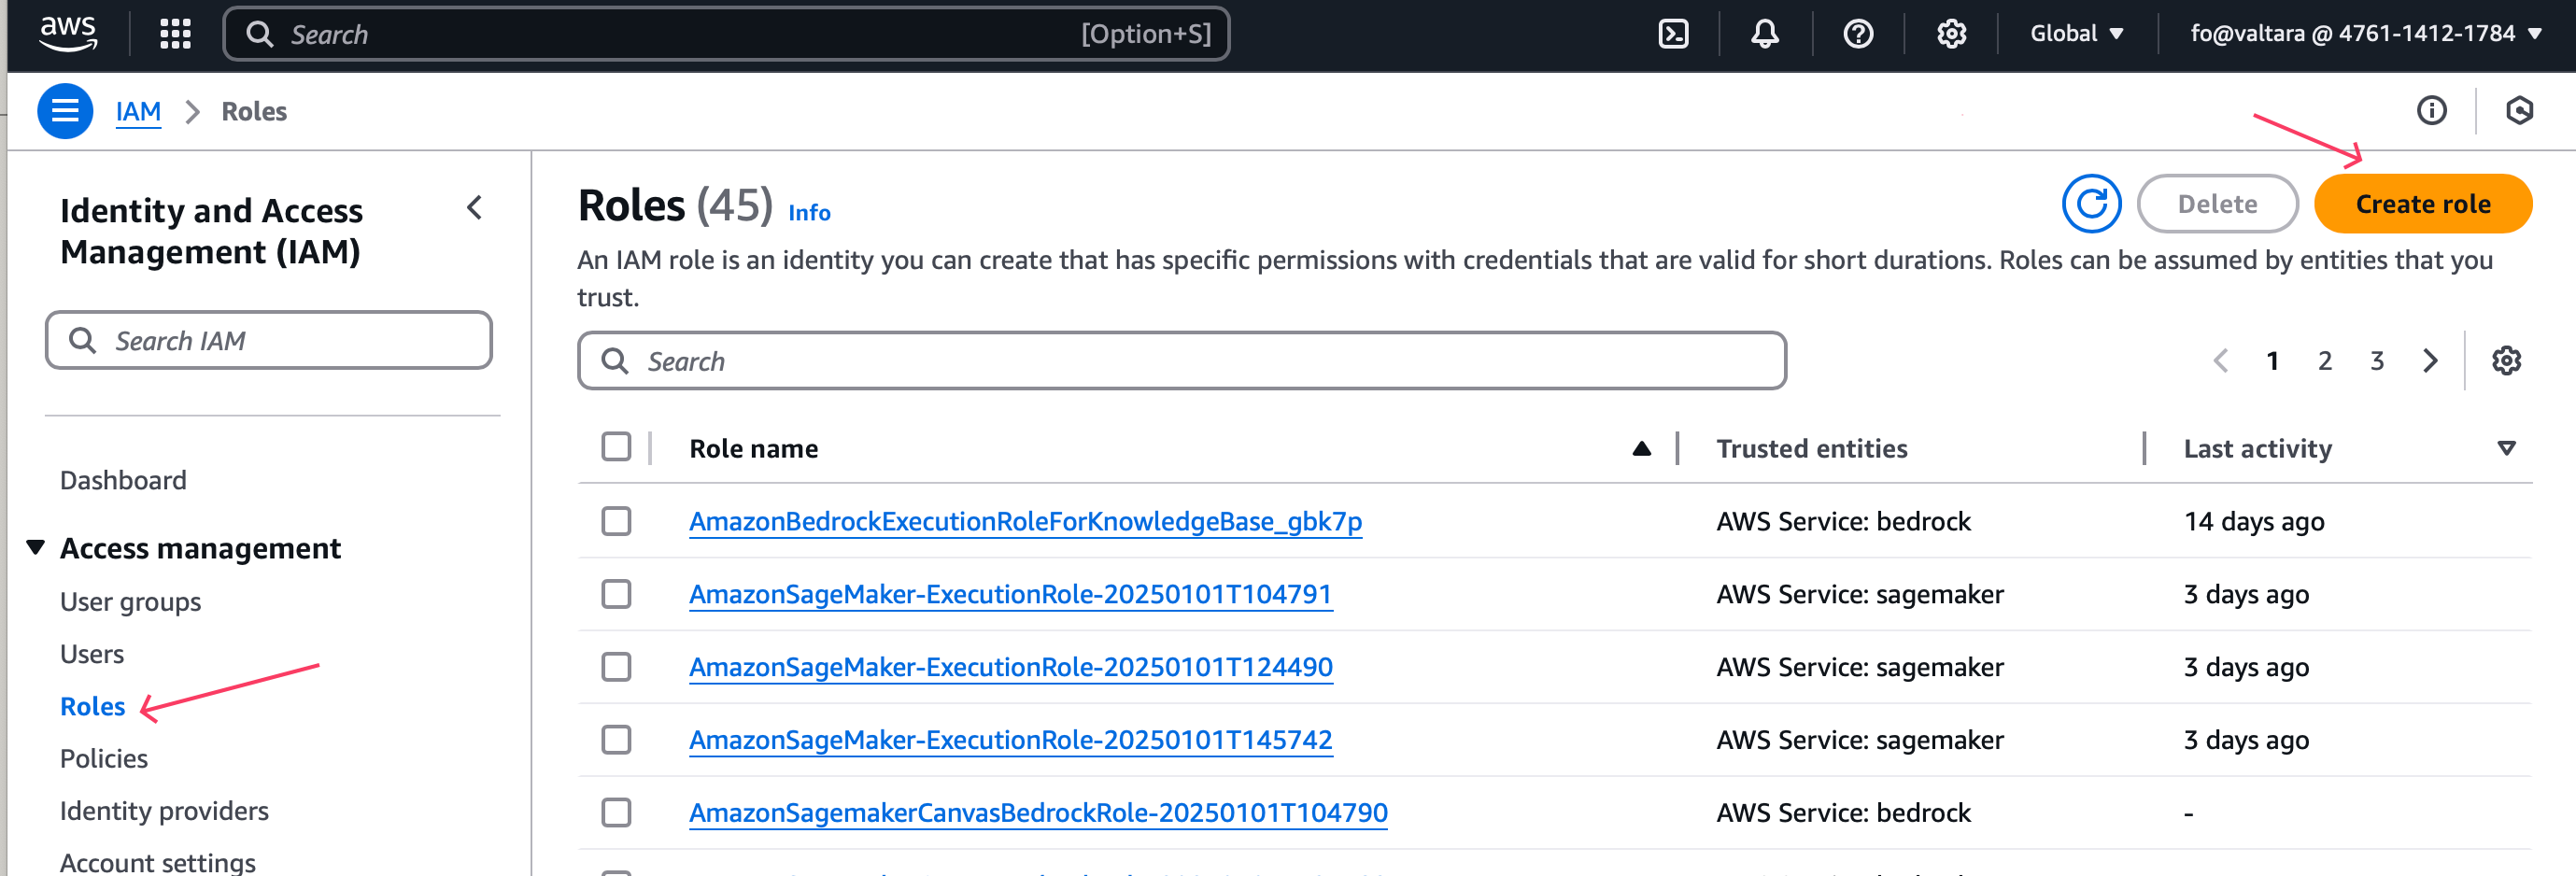 aws
Search [Option+S]
Global
fo@valtara @ 4761-1412-1784
IAM
Roles
Identity and Access
Management (IAM)
Search IAM
Dashboard
Access management
User groups
Users
Roles
Policies
Identity providers
Account settings
Roles (45) Info
Delete
Create role
An IAM role is an identity you can create that has specific permissions with credentials that are valid for short durations. Roles can be assumed by entities that you
trust.
Search
1 2 3
Role name Trusted entities Last activity
AmazonBedrockExecutionRoleForKnowledgeBase_gbk7p AWS Service: bedrock 14 days ago
AmazonSageMaker-ExecutionRole-20250101T104791 AWS Service: sagemaker 3 days ago
AmazonSageMaker-ExecutionRole-20250101T124490 AWS Service: sagemaker 3 days ago
AmazonSageMaker-ExecutionRole-20250101T145742 AWS Service: sagemaker 3 days ago
AmazonSagemakerCanvasBedrockRole-20250101T104790 AWS Service: bedrock -